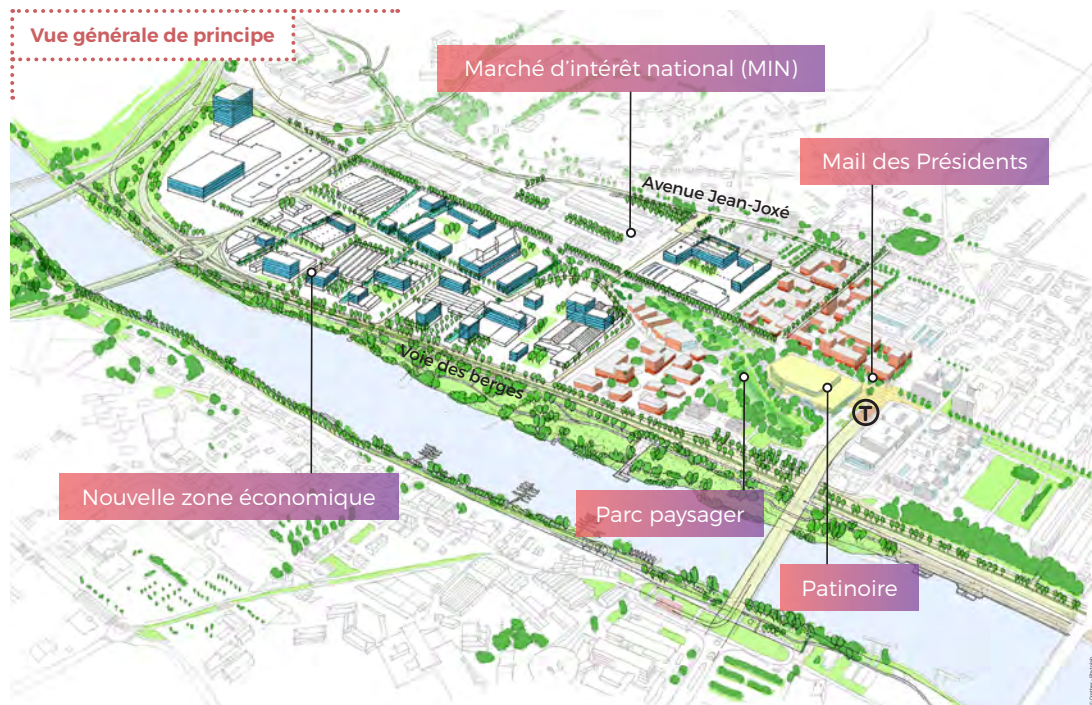 Vue générale de principe
Marché d'intérêt national (MIN)
Mail des Présidents
Avenue Jean-Joxé
Voie des berges
T
Nouvelle zone économique
Parc paysager
Patinoire